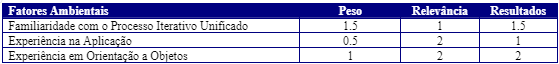 Fatores Ambientais Peso Relevância Resultados
Familiaridade com o Processo Iterativo Unificado 1.5 1 1.5
Experiência na Aplicação 0.5 2 1
Experiência em Orientação a Objetos 1 2 2